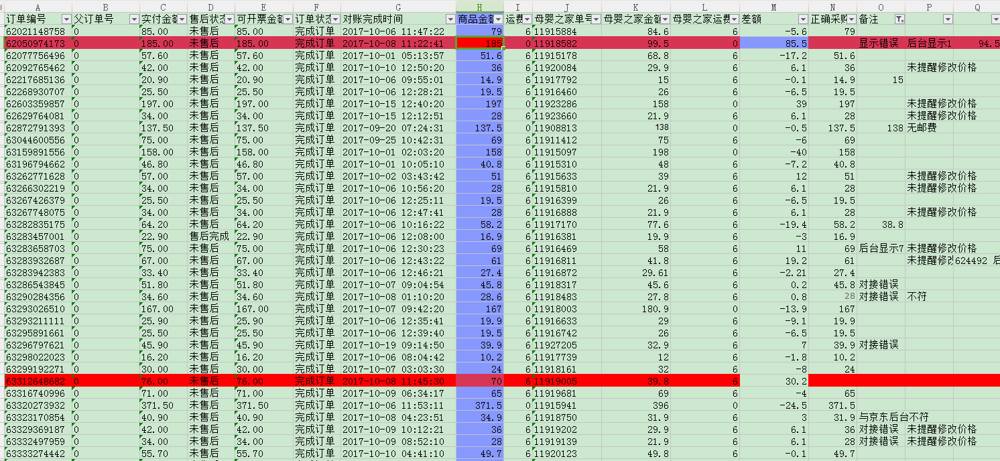 A B C D E F G H I J K L M N O P Q
订单编号 父订单号 实付金额 售后状态 可开票金额 订单状态 对账完成时间 商品金额 运费 母婴之家单号 母婴之家金额 母婴之家运费 差额 正确采购 备注
62021148758 0 85.00 未售后 85.00 完成订单 2017-10-06 11:47:22 79 6 11915884 84.6 6 -5.6 79
62050974173 0 185.00 未售后 185.00 完成订单 2017-10-08 11:22:41 185 0 11918582 99.5 0 85.5 显示错误 后台显示1 94.5
62077756496 0 57.60 未售后 57.60 完成订单 2017-10-01 05:13:57 51.6 6 11915178 68.8 6 -17.2 51.6
62092765462 0 42.00 未售后 42.00 完成订单 2017-10-10 12:50:20 36 6 11920084 29.9 6 6.1 36 未提醒修改价格
62217685136 0 20.90 未售后 20.90 完成订单 2017-10-06 09:55:01 14.9 6 11917792 15 6 -0.1 14.9 15
62268930707 0 25.50 未售后 25.50 完成订单 2017-10-06 12:28:21 19.5 6 11916460 26 6 -6.5 19.5
62603359857 0 197.00 未售后 197.00 完成订单 2017-10-15 12:40:20 197 0 11923286 158 0 39 197 未提醒修改价格
62629764081 0 34.00 未售后 34.00 完成订单 2017-10-15 12:12:51 28 6 11923660 21.9 6 6.1 28 未提醒修改价格
62872791393 0 137.50 未售后 137.50 完成订单 2017-09-20 07:24:31 137.5 0 11908813 138 0 -0.5 137.5 138 无邮费
63044600556 0 75.00 未售后 75.00 完成订单 2017-09-25 10:42:31 69 6 11911412 75 6 -6 69
63159891556 0 158.00 未售后 158.00 完成订单 2017-10-01 02:03:20 158 0 11915097 198 0 -40 158
63196794662 0 46.80 未售后 46.80 完成订单 2017-10-01 10:05:10 40.8 6 11915310 48 6 -7.2 40.8
63262771628 0 57.00 未售后 57.00 完成订单 2017-10-02 03:43:42 51 6 11915633 39 6 12 51 未提醒修改价格
63266302219 0 34.00 未售后 34.00 完成订单 2017-10-06 10:56:20 28 6 11915810 21.9 6 6.1 28 未提醒修改价格
63267426379 0 25.50 未售后 25.50 完成订单 2017-10-06 12:25:11 19.5 6 11916399 26 6 -6.5 19.5
63267748075 0 34.00 未售后 34.00 完成订单 2017-10-06 12:47:41 28 6 11916888 21.9 6 6.1 28 未提醒修改价格
63282835175 0 64.20 未售后 64.20 完成订单 2017-10-06 10:16:22 58.2 6 11917170 77.6 6 -19.4 58.2 38.8
63283457001 0 22.90 售后完成 22.90 完成订单 2017-10-06 12:08:00 16.9 6 11916381 19.9 6 -3 16.9
63283658703 0 75.00 未售后 75.00 完成订单 2017-10-06 12:30:23 69 6 11916469 58 6 11 69 后台显示7 未提醒修改价格
63283932687 0 67.00 未售后 67.00 完成订单 2017-10-06 12:43:22 61 6 11916811 41.8 6 19.2 61 未提醒修改 624492 后
63283942383 0 33.40 未售后 33.40 完成订单 2017-10-06 12:46:21 27.4 6 11916872 29.61 6 -2.21 27.4
63286543845 0 51.80 未售后 51.80 完成订单 2017-10-07 09:04:54 45.8 6 11918317 45.6 6 0.2 45.8 对接错误
63290284356 0 34.60 未售后 34.60 完成订单 2017-10-08 01:10:20 28.6 6 11918483 27.8 6 0.8 28 对接错误 不符
63293026510 0 167.00 未售后 167.00 完成订单 2017-10-07 09:42:20 167 0 11918003 180.9 0 -13.9 167
63293211111 0 25.90 未售后 25.90 完成订单 2017-10-06 12:35:41 19.9 6 11916633 29 6 -9.1 19.9
63295891661 0 25.50 未售后 25.50 完成订单 2017-10-06 12:39:40 19.5 6 11916742 26 6 -6.5 19.5
63296797621 0 45.90 未售后 45.90 完成订单 2017-10-19 09:14:50 39.9 6 11927205 32.9 6 7 39.9 对接错误
63298022023 0 16.20 未售后 16.20 完成订单 2017-10-06 08:04:42 10.2 6 11917739 12 6 -1.8 10.2
63299192271 0 30.00 未售后 30.00 完成订单 2017-10-07 03:03:30 24 6 11918161 32 6 -8 24
63312648682 0 76.00 未售后 76.00 完成订单 2017-10-08 11:45:30 70 6 11919005 39.8 6 30.2
63316740996 0 71.00 未售后 71.00 完成订单 2017-10-09 06:34:17 65 6 11919681 69 6 -4 65
63320273932 0 371.50 未售后 371.50 完成订单 2017-10-06 11:53:11 371.5 0 11915941 396 0 -24.5 371.5
63323170854 0 40.90 未售后 40.90 完成订单 2017-10-08 04:23:51 34.9 6 11918750 31.9 6 3 31.9 与京东后台不符
63329369187 0 42.00 未售后 42.00 完成订单 2017-10-09 10:12:21 36 6 11919202 29.9 6 6.1 36 对接错误 未提醒修改价格
63332497959 0 34.00 未售后 34.00 完成订单 2017-10-09 08:52:10 28 6 11919139 21.9 6 6.1 28 对接错误 未提醒修改价格
63333274442 0 55.70 未售后 55.70 完成订单 2017-10-10 04:41:10 49.7 6 11920123 49.8 6 -0.1 49.7